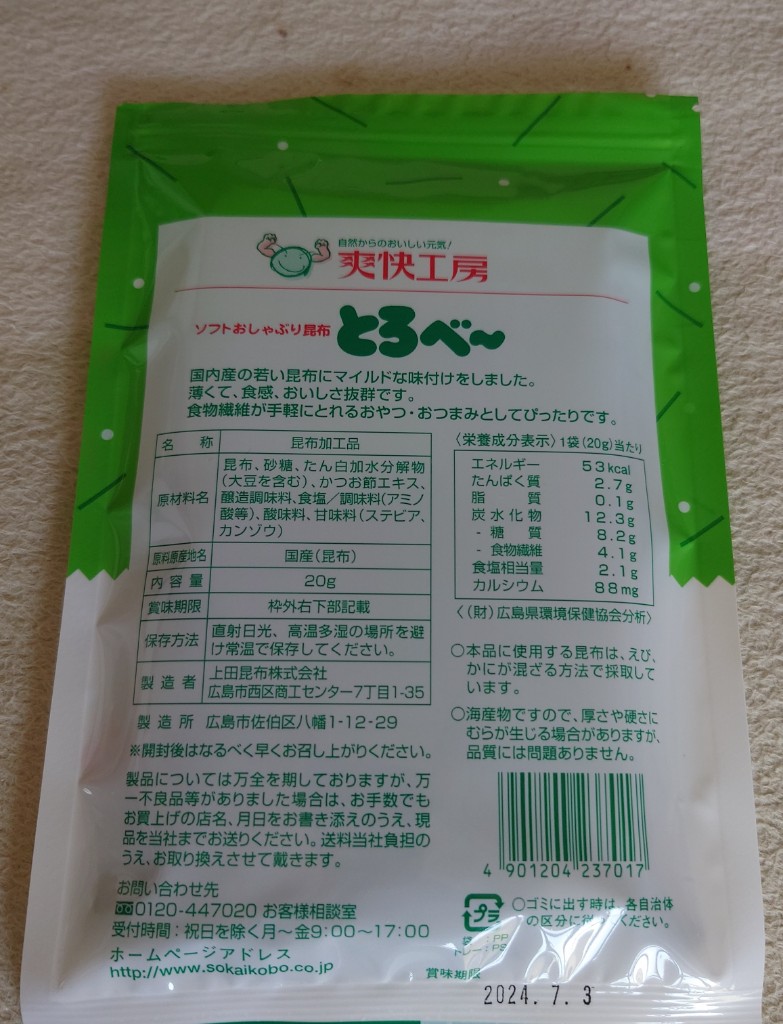 自然からのおいしい元気!
爽快工房
ソフトおしゃぶり昆布 とろべ〜
国内産の若い昆布にマイルドな味付けをしました。
薄くて、食感、おいしさ抜群です。
食物繊維が手軽にとれるおやつ・おつまみとしてぴったりです。
名 称 昆布加工品
原材料名 昆布、砂糖、たん白加水分解物
(大豆を含む)、かつお節エキス、
醸造調味料、食塩/調味料(アミノ
酸等)、酸味料、甘味料(ステビア、
カンゾウ)
原料原産地名 国産(昆布)
内容量 20g
賞味期限 枠外右下部記載
保存方法 直射日光、高温多湿の場所を避
け常温で保存してください。
製造者 上田昆布株式会社
広島市西区商工センター7丁目1-35
製造所 広島市佐伯区八幡1-12-29
※開封後はなるべく早くお召し上がりください。
製品については万全を期しておりますが、万
一不良品等がありました場合は、お手数でも
お買上げの店名、月日をお書き添えのうえ、現
品を当社までお送りください。送料当社負担の
うえ、お取り換えさせて戴きます。
お問い合わせ先
0120-447020 お客様相談室
受付時間:祝日を除く月〜金9:00〜17:00
ホームページアドレス
http://www.sokaikobo.co.jp
〈栄養成分表示〉1袋(20g)当たり
エネルギー 53kcal
たんぱく質 2.7g
脂 質 0.1g
炭水化物 12.3g
- 糖 質 8.2g
- 食物繊維 4.1g
食塩相当量 2.1g
カルシウム 88mg
〈(財)広島県環境保健協会分析〉
○本品に使用する昆布は、えび、
かにが混ざる方法で採取して
います。
○海産物ですので、厚さや硬さに
むらが生じる場合がありますが、
品質には問題ありません。
4 901204 237017
プラ
○ゴミに出す時は、各自治体
の区分に従ってください。
袋:PP
トレー:PS
賞味期限
2024. 7. 3